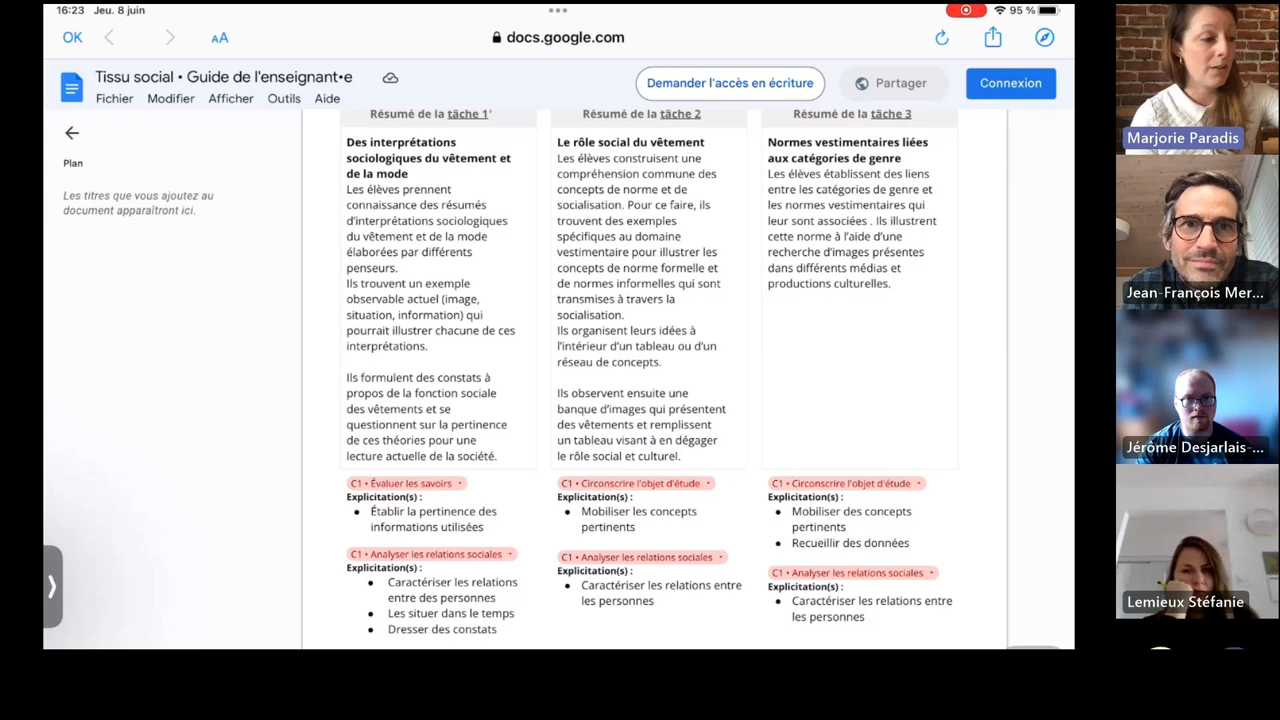 16:23 Jeu. 8 juin
95 %
OK
AA
docs.google.com
Tissu social • Guide de l'enseignant•e
Fichier Modifier Afficher Outils Aide
Demander l'accès en écriture
Partager
Connexion
Plan
Les titres que vous ajoutez au
document apparaîtront ici.
Résumé de la tâche 1'
Des interprétations
sociologiques du vêtement et
de la mode
Les élèves prennent
connaissance des résumés
d'interprétations sociologiques
du vêtement et de la mode
élaborées par différents
penseurs.
Ils trouvent un exemple
observable actuel (image,
situation, information) qui
pourrait illustrer chacune de ces
interprétations.
Ils formulent des constats à
propos de la fonction sociale
des vêtements et se
questionnent sur la pertinence
de ces théories pour une
lecture actuelle de la société.
C1 • Évaluer les savoirs
Explicitation(s) :
• Établir la pertinence des
informations utilisées
C1 • Analyser les relations sociales
Explicitation(s) :
• Caractériser les relations
entre des personnes
• Les situer dans le temps
• Dresser des constats
Résumé de la tâche 2
Le rôle social du vêtement
Les élèves construisent une
compréhension commune des
concepts de norme et de
socialisation. Pour ce faire, ils
trouvent des exemples
spécifiques au domaine
vestimentaire pour illustrer les
concepts de norme formelle et
de normes informelles qui sont
transmises à travers la
socialisation.
Ils organisent leurs idées à
l'intérieur d'un tableau ou d'un
réseau de concepts.
Ils observent ensuite une
banque d'images qui présentent
des vêtements et remplissent
un tableau visant à en dégager
le rôle social et culturel.
C1 • Circonscrire l'objet d'étude
Explicitation(s) :
• Mobiliser les concepts
pertinents
C1 • Analyser les relations sociales
Explicitation(s) :
• Caractériser les relations entre
les personnes
Résumé de la tâche 3
Normes vestimentaires liées
aux catégories de genre
Les élèves établissent des liens
entre les catégories de genre et
les normes vestimentaires qui
leur sont associées . Ils illustrent
cette norme à l'aide d'une
recherche d'images présentes
dans différents médias et
productions culturelles.
C1 • Circonscrire l'objet d'étude
Explicitation(s) :
• Mobiliser des concepts
pertinents
• Recueillir des données
C1 • Analyser les relations sociales
Explicitation(s) :
• Caractériser les relations entre
les personnes
Marjorie Paradis
Jean-François Mer...
Jérôme Desjarlais-...
Lemieux Stéfanie